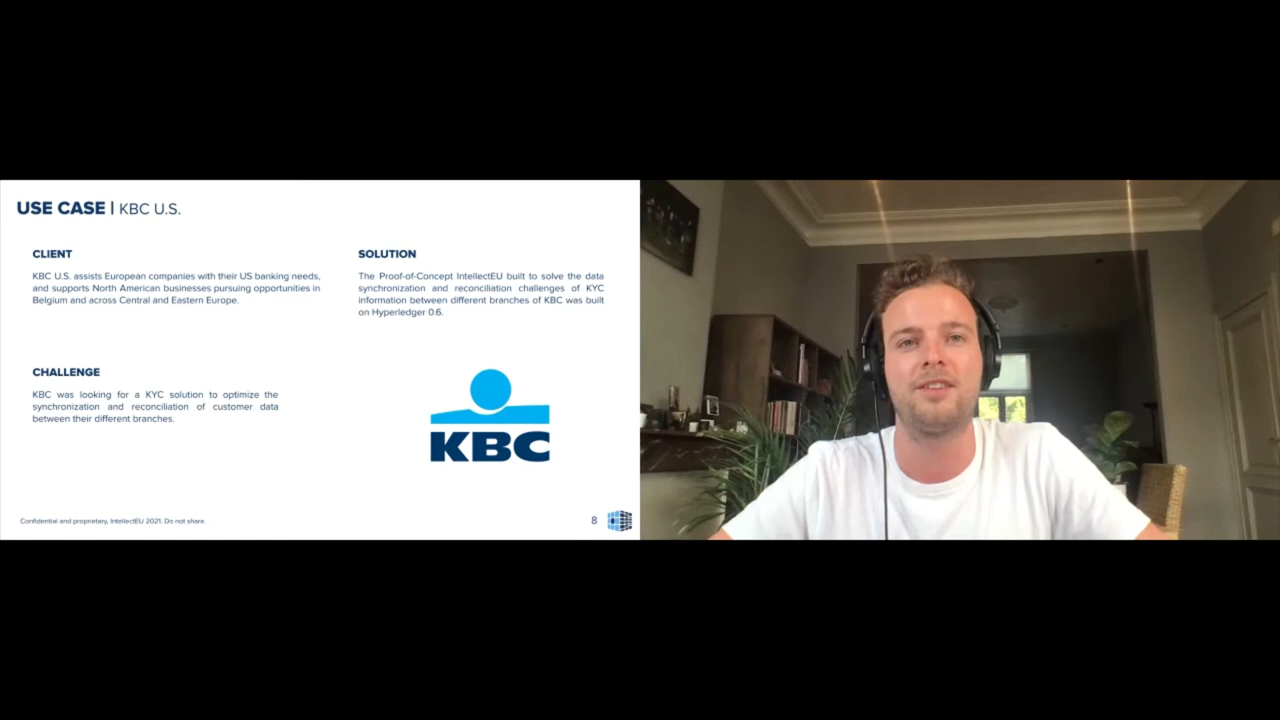 USE CASE | KBC U.S.
CLIENT
KBC U.S. assists European companies with their US banking needs,
and supports North American businesses pursuing opportunities in
Belgium and across Central and Eastern Europe.
CHALLENGE
KBC was looking for a KYC solution to optimize the
synchronization and reconciliation of customer data
between their different branches.
SOLUTION
The Proof-of-Concept IntellectEU built to solve the data
synchronization and reconciliation challenges of KYC
information between different branches of KBC was built
on Hyperledger 0.6.
KBC
Confidential and proprietary, IntellectEU 2021. Do not share.
8